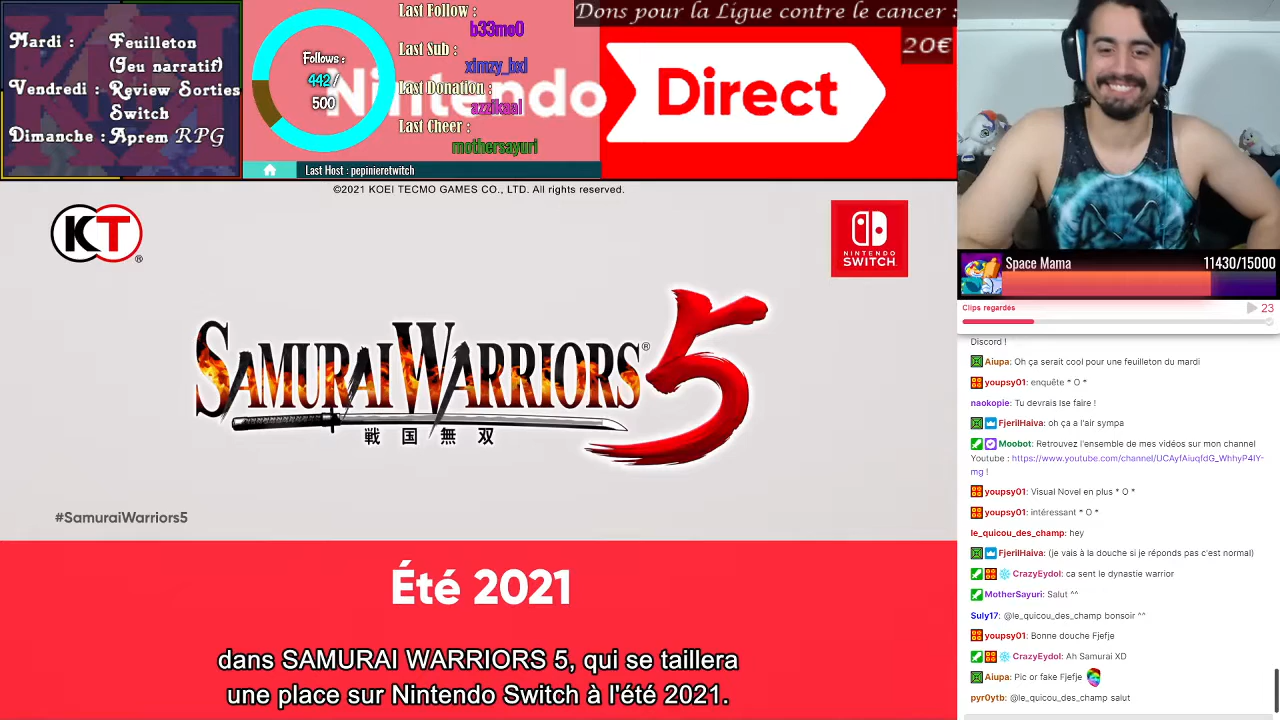 Mardi : Feuilleton
(Jeu narratif)
Vendredi : Review Sorties
Switch
Dimanche : Aprem RPG
Follows :
442 /
500
Last Follow :
b33mo0
Last Sub :
ximzy_bxd
Last Donation :
azzikaal
Last Cheer :
mothersayuri
Last Host : pepinieretwitch
Nintendo Direct
Dons pour la Ligue contre le cancer :
20€
©2021 KOEI TECMO GAMES CO., LTD. All rights reserved.
KT
NINTENDO
SWITCH
SAMURAI WARRIORS 5
戦国無双
#SamuraiWarriors5
Été 2021
dans SAMURAI WARRIORS 5, qui se taillera
une place sur Nintendo Switch à l'été 2021.
Space Mama 11430/15000
Clips regardés 23
Discord !
Aiupa: Oh ça serait cool pour une feuilleton du mardi
youpsy01: enquête * O *
naokopie: Tu devrais lse faire !
FjerilHaiva: oh ça a l'air sympa
Moobot: Retrouvez l'ensemble de mes vidéos sur mon channel
Youtube : https://www.youtube.com/channel/UCAyfAiuqfdG_WhhyP4IY-
mg !
youpsy01: Visual Novel en plus * O *
youpsy01: intéressant * O *
le_quicou_des_champ: hey
FjerilHaiva: (je vais à la douche si je réponds pas c'est normal)
CrazyEydol: ca sent le dynastie warrior
MotherSayuri: Salut ^^
Suly17: @le_quicou_des_champ bonsoir ^^
youpsy01: Bonne douche Fjefje
CrazyEydol: Ah Samurai XD
Aiupa: Pic or fake Fjefje
pyr0ytb: @le_quicou_des_champ salut